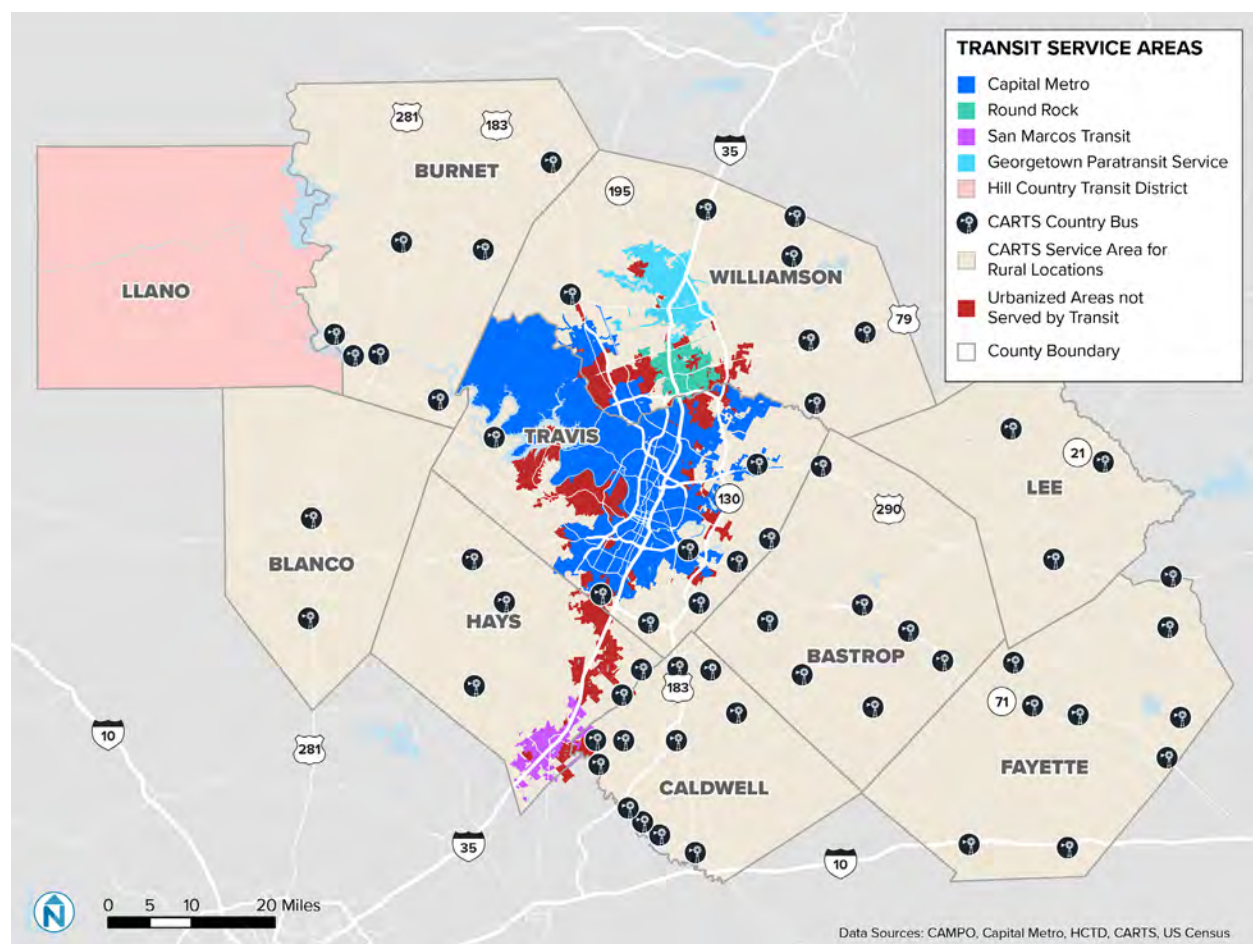 TRANSIT SERVICE AREAS
Capital Metro
Round Rock
San Marcos Transit
Georgetown Paratransit Service
Hill Country Transit District
CARTS Country Bus
CARTS Service Area for
Rural Locations
Urbanized Areas not
Served by Transit
County Boundary
281
183
35
BURNET
195
WILLIAMSON
LLANO
79
TRAVIS
21
LEE
130
290
BLANCO
HAYS
BASTROP
183
71
10
281
FAYETTE
CALDWELL
35
10
N
0 5 10 20 Miles
Data Sources: CAMPO, Capital Metro, HCTD, CARTS, US Census